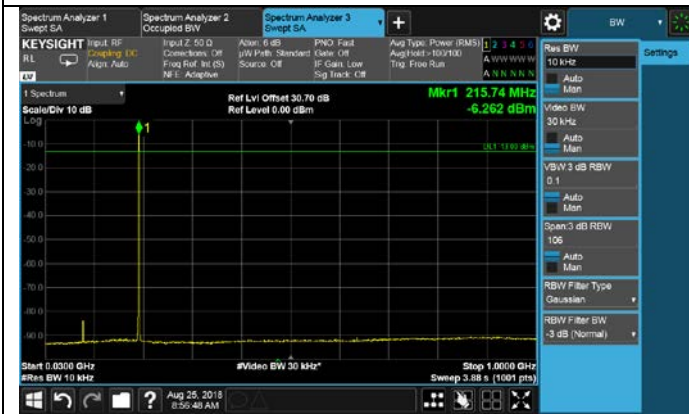 Spectrum Analyzer 1
Swept SA
Spectrum Analyzer 2
Occupied BW
Spectrum Analyzer 3
Swept SA
+
BW
KEYSIGHT
RL
Input: RF
Coupling: DC
Align: Auto
Input Z: 50 Ω
Corrections: Off
Freq Ref: Int (S)
NFE: Adaptive
Atten: 6 dB
µW Path: Standard
Source: Off
PNO: Fast
Gate: Off
IF Gain: Low
Sig Track: Off
Avg Type: Power (RMS)
Avg|Hold:>100/100
Trig: Free Run
1 2 3 4 5 6
A W W W W W
A N N N N N
1 Spectrum
Scale/Div 10 dB
Log
Ref Lvl Offset 30.70 dB
Ref Level 0.00 dBm
Mkr1 215.74 MHz
-6.262 dBm
1
-10.0
-20.0
-30.0
-40.0
-50.0
-60.0
-70.0
-80.0
-90.0
Start 0.0300 GHz
#Res BW 10 kHz
#Video BW 30 kHz*
Stop 1.0000 GHz
Sweep 3.88 s (1001 pts)
Res BW
10 kHz
Auto
Man
Video BW
30 kHz
Auto
Man
VBW:3 dB RBW
0.1
Auto
Man
Span:3 dB RBW
106
Auto
Man
RBW Filter Type
Gaussian
RBW Filter BW
-3 dB (Normal)
Settings
?
Aug 25, 2018
8:56:48 AM